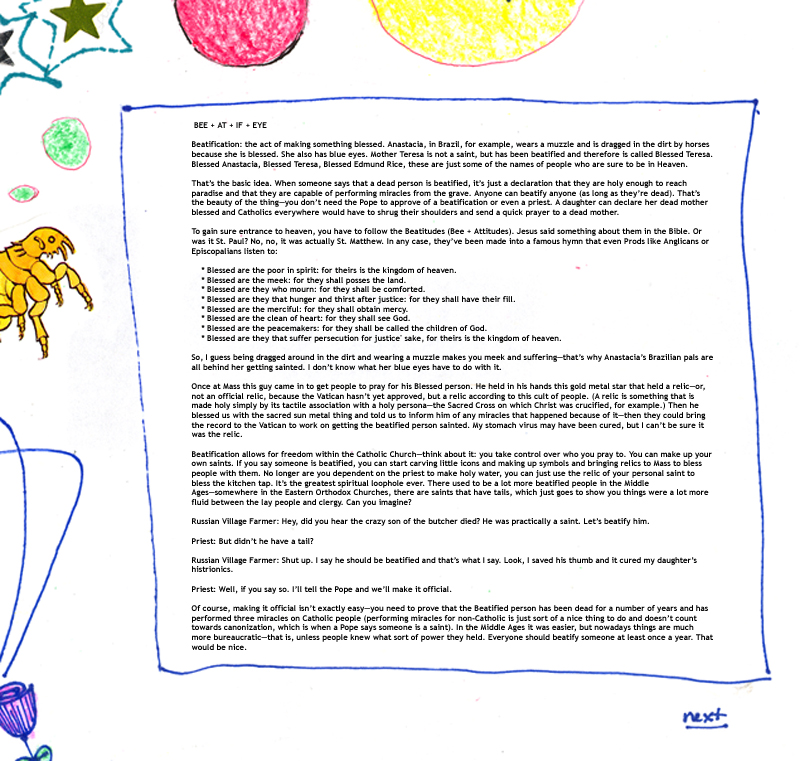 BEE + AT + IF + EYE
Beatification: the act of making something blessed. Anastacia, in Brazil, for example, wears a muzzle and is dragged in the dirt by horses
because she is blessed. She also has blue eyes. Mother Teresa is not a saint, but has been beatified and therefore is called Blessed Teresa.
Blessed Anastacia, Blessed Teresa, Blessed Edmund Rice, these are just some of the names of people who are sure to be in Heaven.
That's the basic idea. When someone says that a dead person is beatified, it's just a declaration that they are holy enough to reach
paradise and that they are capable of performing miracles from the grave. Anyone can beatify anyone (as long as they're dead). That's
the beauty of the thing—you don't need the Pope to approve of a beatification or even a priest. A daughter can declare her dead mother
blessed and Catholics everywhere would have to shrug their shoulders and send a quick prayer to a dead mother.
To gain sure entrance to heaven, you have to follow the Beatitudes (Bee + Attitudes). Jesus said something about them in the Bible. Or
was it St. Paul? No, no, it was actually St. Matthew. In any case, they've been made into a famous hymn that even Prods like Anglicans or
Episcopalians listen to:
* Blessed are the poor in spirit: for theirs is the kingdom of heaven.
* Blessed are the meek: for they shall posses the land.
* Blessed are they who mourn: for they shall be comforted.
* Blessed are they that hunger and thirst after justice: for they shall have their fill.
* Blessed are the merciful: for they shall obtain mercy.
* Blessed are the clean of heart: for they shall see God.
* Blessed are the peacemakers: for they shall be called the children of God.
* Blessed are they that suffer persecution for justice' sake, for theirs is the kingdom of heaven.
So, I guess being dragged around in the dirt and wearing a muzzle makes you meek and suffering—that's why Anastacia's Brazilian pals are
all behind her getting sainted. I don't know what her blue eyes have to do with it.
Once at Mass this guy came in to get people to pray for his Blessed person. He held in his hands this gold metal star that held a relic—or,
not an official relic, because the Vatican hasn't yet approved, but a relic according to this cult of people. (A relic is something that is
made holy simply by its tactile association with a holy persona—the Sacred Cross on which Christ was crucified, for example.) Then he
blessed us with the sacred sun metal thing and told us to inform him of any miracles that happened because of it—then they could bring
the record to the Vatican to work on getting the beatified person sainted. My stomach virus may have been cured, but I can't be sure it
was the relic.
Beatification allows for freedom within the Catholic Church—think about it: you take control over who you pray to. You can make up your
own saints. If you say someone is beatified, you can start carving little icons and making up symbols and bringing relics to Mass to bless
people with them. No longer are you dependent on the priest to make holy water, you can just use the relic of your personal saint to
bless the kitchen tap. It's the greatest spiritual loophole ever. There used to be a lot more beatified people in the Middle
Ages—somewhere in the Eastern Orthodox Churches, there are saints that have tails, which just goes to show you things were a lot more
fluid between the lay people and clergy. Can you imagine?
Russian Village Farmer: Hey, did you hear the crazy son of the butcher died? He was practically a saint. Let's beatify him.
Priest: But didn't he have a tail?
Russian Village Farmer: Shut up. I say he should be beatified and that's what I say. Look, I saved his thumb and it cured my daughter's
histrionics.
Priest: Well, if you say so. I'll tell the Pope and we'll make it official.
Of course, making it official isn't exactly easy—you need to prove that the Beatified person has been dead for a number of years and has
performed three miracles on Catholic people (performing miracles for non-Catholic is just sort of a nice thing to do and doesn't count
towards canonization, which is when a Pope says someone is a saint). In the Middle Ages it was easier, but nowadays things are much
more bureaucratic—that is, unless people knew what sort of power they held. Everyone should beatify someone at least once a year. That
would be nice.
next